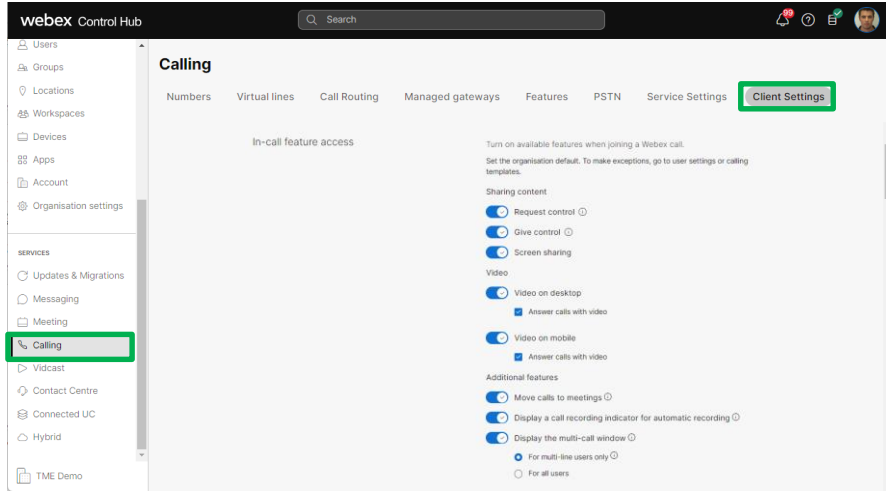 webex Control Hub
Search
99
Users
Groups
Locations
Workspaces
Devices
Apps
Account
Organisation settings
SERVICES
Updates & Migrations
Messaging
Meeting
Calling
Vidcast
Contact Centre
Connected UC
Hybrid
TME Demo
Calling
Numbers Virtual lines Call Routing Managed gateways Features PSTN Service Settings Client Settings
In-call feature access
Turn on available features when joining a Webex call.
Set the organisation default. To make exceptions, go to user settings or calling
templates.
Sharing content
Request control
Give control
Screen sharing
Video
Video on desktop
Answer calls with video
Video on mobile
Answer calls with video
Additional features
Move calls to meetings
Display a call recording indicator for automatic recording
Display the multi-call window
For multi-line users only
For all users